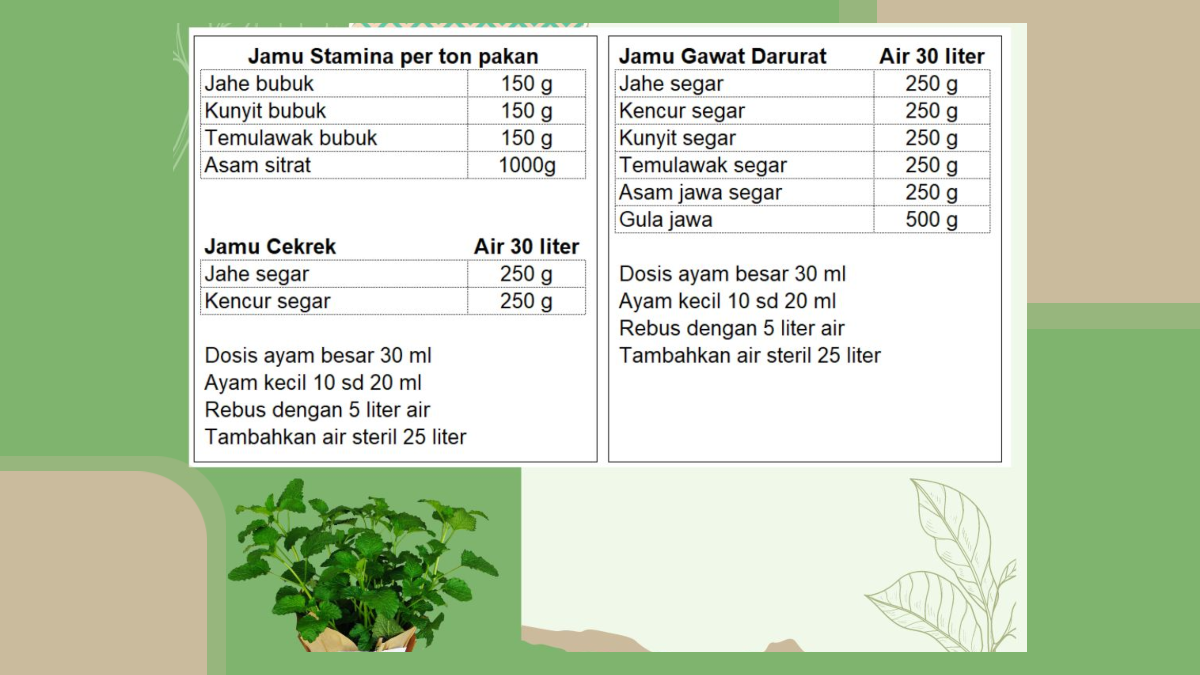 Jamu Stamina per ton pakan
Jahe bubuk 150 g
Kunyit bubuk 150 g
Temulawak bubuk 150 g
Asam sitrat 1000g
Jamu Cekrek Air 30 liter
Jahe segar 250 g
Kencur segar 250 g
Dosis ayam besar 30 ml
Ayam kecil 10 sd 20 ml
Rebus dengan 5 liter air
Tambahkan air steril 25 liter
Jamu Gawat Darurat Air 30 liter
Jahe segar 250 g
Kencur segar 250 g
Kunyit segar 250 g
Temulawak segar 250 g
Asam jawa segar 250 g
Gula jawa 500 g
Dosis ayam besar 30 ml
Ayam kecil 10 sd 20 ml
Rebus dengan 5 liter air
Tambahkan air steril 25 liter